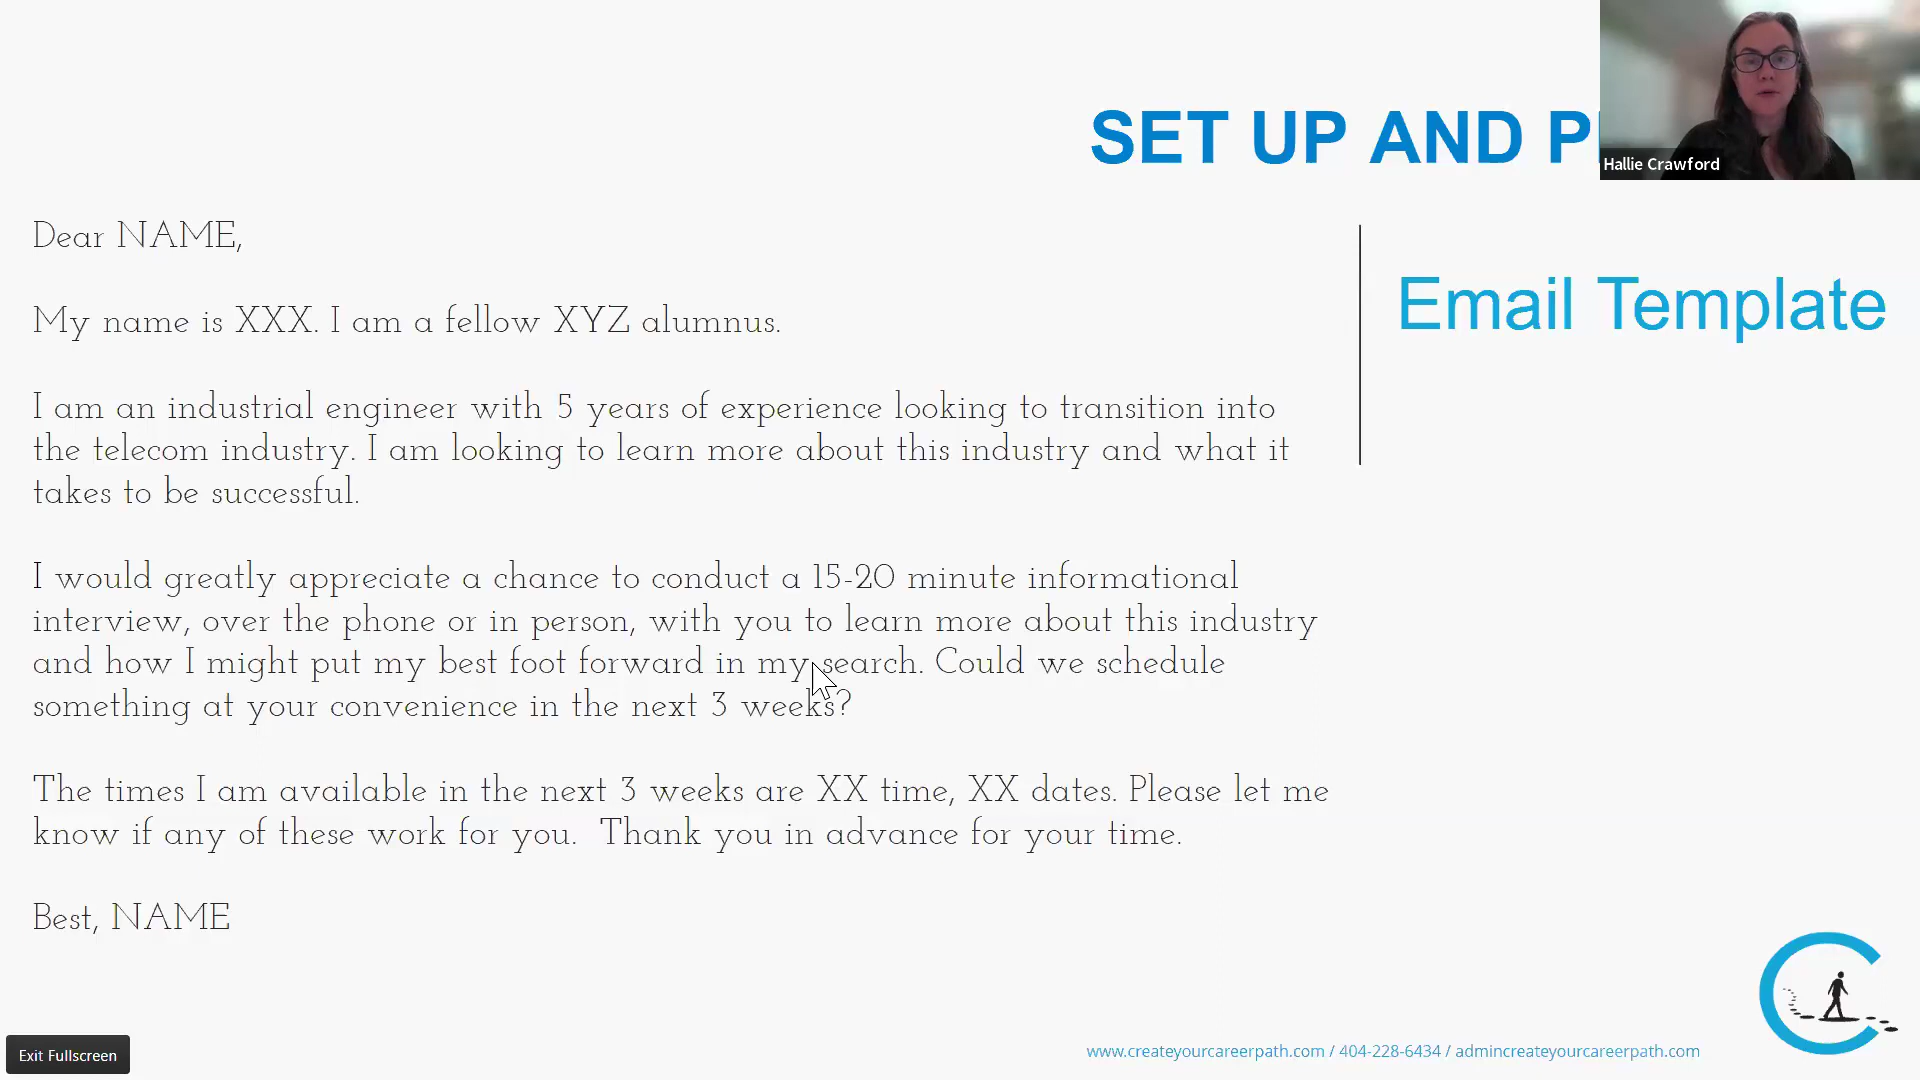 SET UP AND P
Hallie Crawford
Dear NAME,
My name is XXX. I am a fellow XYZ alumnus.
Email Template
I am an industrial engineer with 5 years of experience looking to transition into
the telecom industry. I am looking to learn more about this industry and what it
takes to be successful.
I would greatly appreciate a chance to conduct a 15-20 minute informational
interview, over the phone or in person, with you to learn more about this industry
and how I might put my best foot forward in my search. Could we schedule
something at your convenience in the next 3 weeks?
The times I am available in the next 3 weeks are XX time, XX dates. Please let me
know if any of these work for you.  Thank you in advance for your time.
Best, NAME
Exit Fullscreen
www.createyourcareerpath.com / 404-228-6434 / admincreateyourcareerpath.com